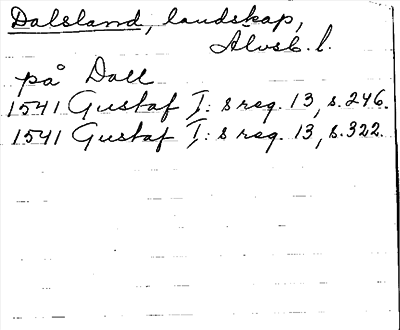 Dalsland, landskap,
Älvsb. l.
på Dall
1541 Gustaf I:s reg. 13, s. 246.
1541 Gustaf I:s reg. 13, s. 322.